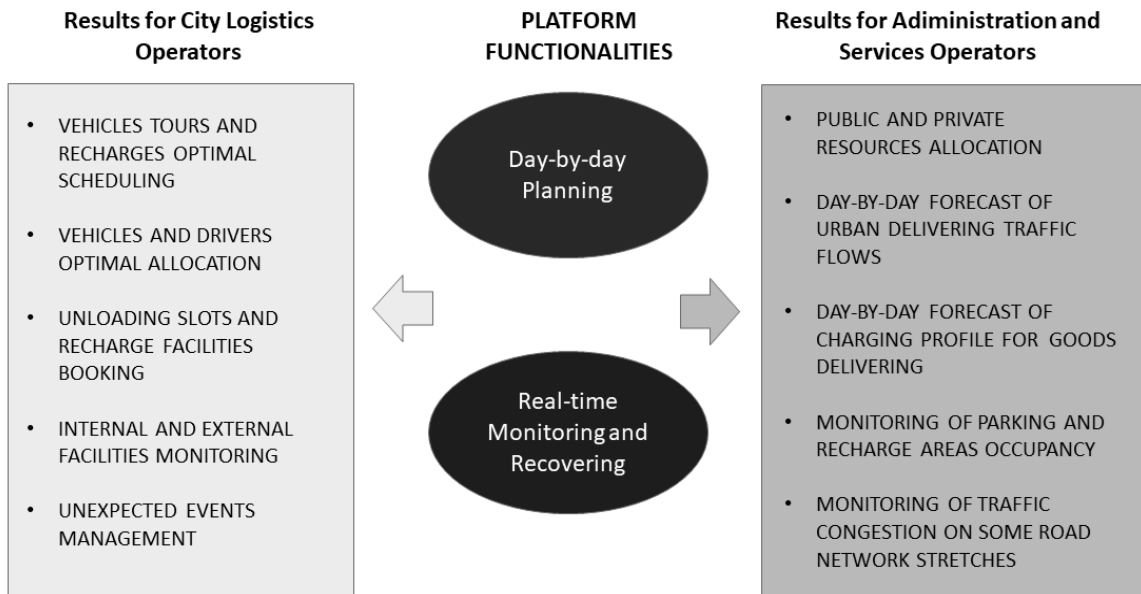 Results for City Logistics
Operators
• VEHICLES TOURS AND
RECHARGES OPTIMAL
SCHEDULING
• VEHICLES AND DRIVERS
OPTIMAL ALLOCATION
• UNLOADING SLOTS AND
RECHARGE FACILITIES
BOOKING
• INTERNAL AND EXTERNAL
FACILITIES MONITORING
• UNEXPECTED EVENTS
MANAGEMENT
PLATFORM
FUNCTIONALITIES
Day-by-day
Planning
Real-time
Monitoring and
Recovering
Results for Adiministration and
Services Operators
• PUBLIC AND PRIVATE
RESOURCES ALLOCATION
• DAY-BY-DAY FORECAST OF
URBAN DELIVERING TRAFFIC
FLOWS
• DAY-BY-DAY FORECAST OF
CHARGING PROFILE FOR GOODS
DELIVERING
• MONITORING OF PARKING AND
RECHARGE AREAS OCCUPANCY
• MONITORING OF TRAFFIC
CONGESTION ON SOME ROAD
NETWORK STRETCHES